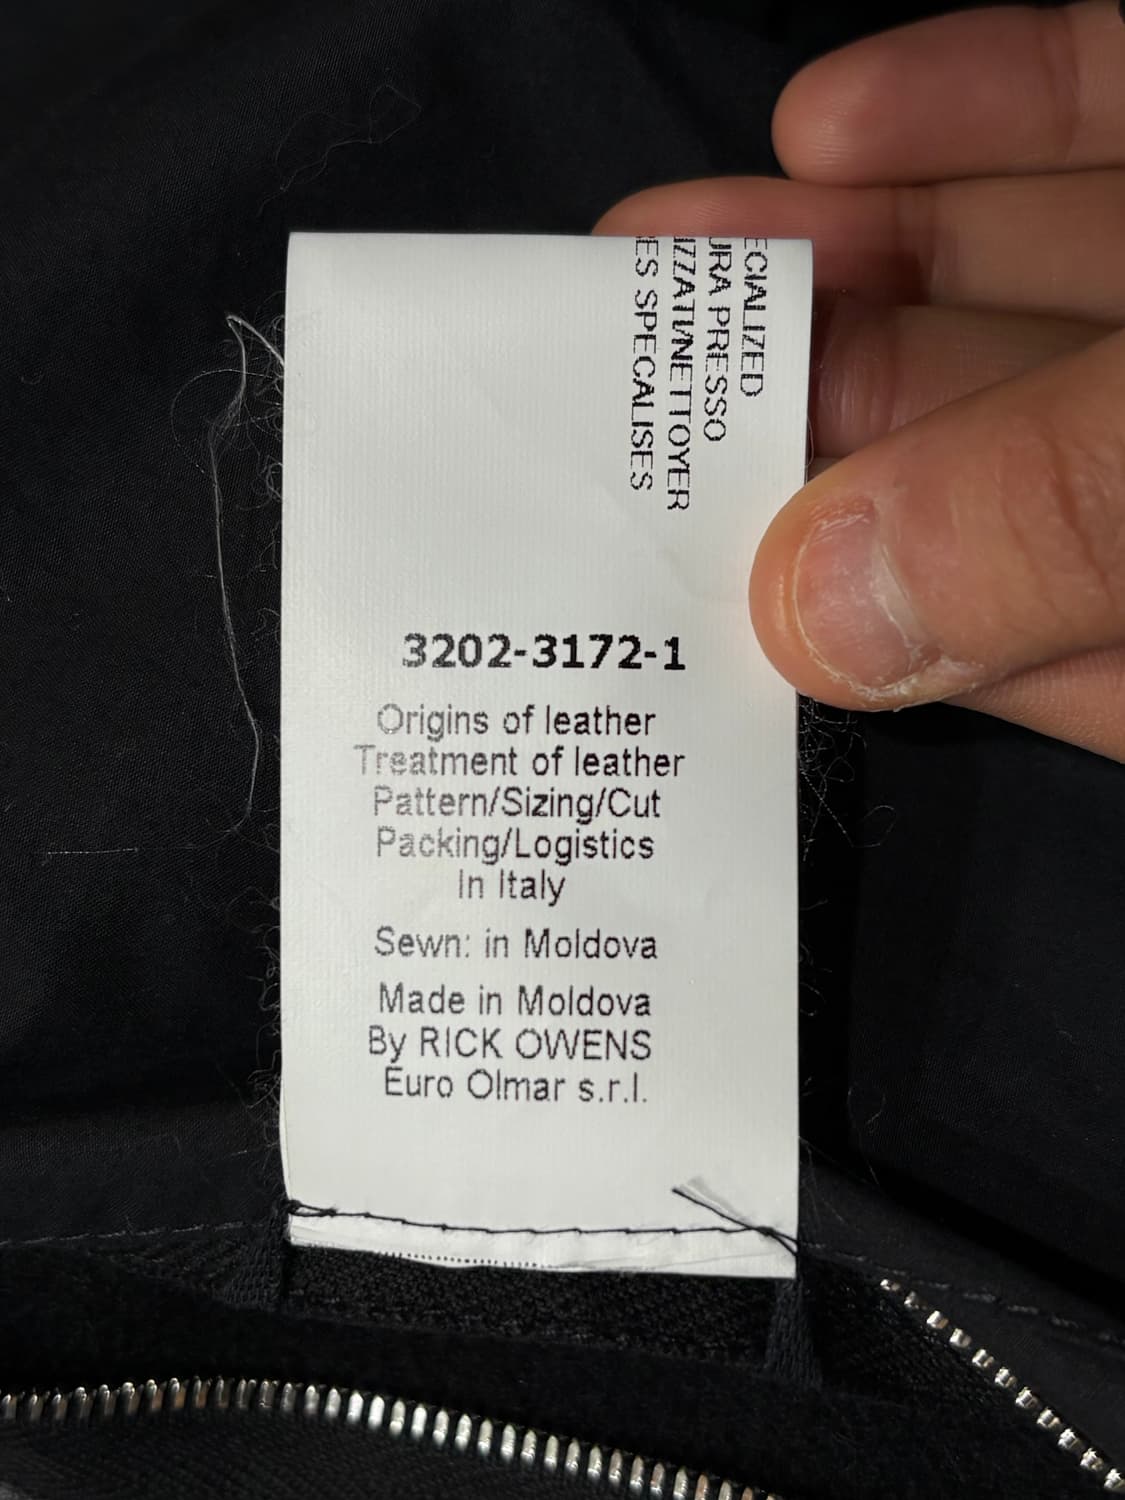 ECIALIZED
URA PRESSO
IZZATI/NETTOYER
ES SPECALISES
3202-3172-1
Origins of leather
Treatment of leather
Pattern/Sizing/Cut
Packing/Logistics
In Italy
Sewn: in Moldova
Made in Moldova
By RICK OWENS
Euro Olmar s.r.l.